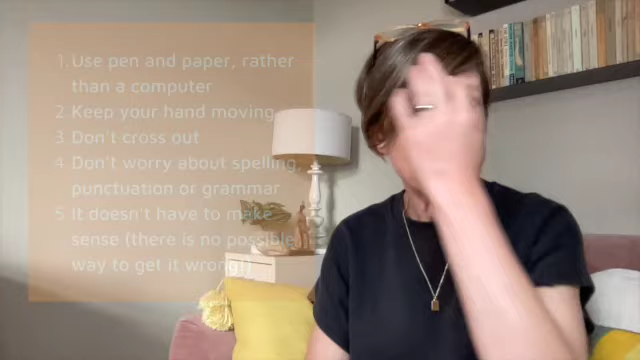 1. Use pen and paper, rather
than a computer
2. Keep your hand moving
3 Don't cross out
4 Don't worry about spelling,
punctuation or grammar
5 It doesn't have to make
sense (there is no possible
way to get it wrong!)